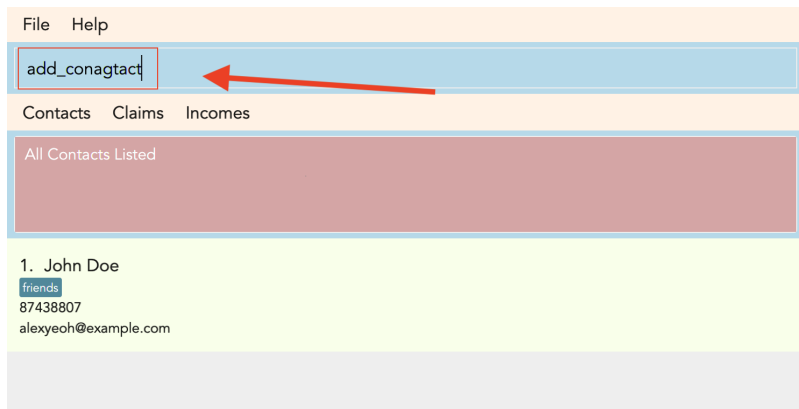 File Help
add_conagtact
Contacts Claims Incomes
All Contacts Listed
1. John Doe
friends
87438807
alexyeoh@example.com